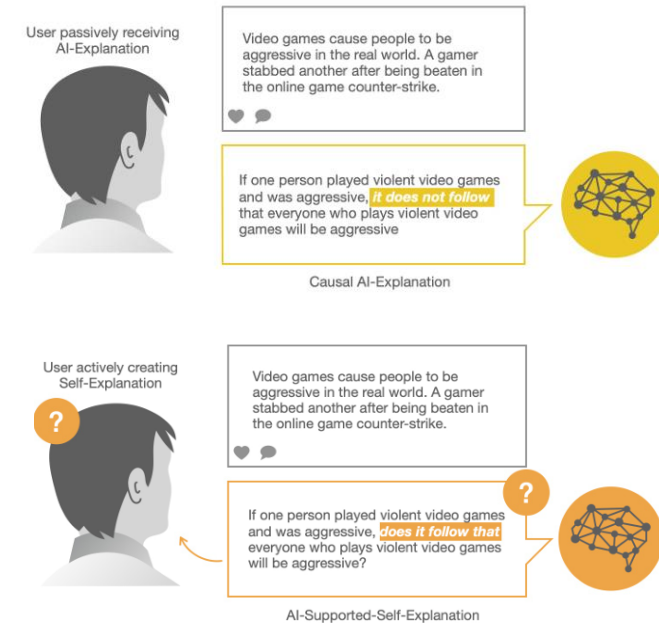 User passively receiving
AI-Explanation
Video games cause people to be
aggressive in the real world. A gamer
stabbed another after being beaten in
the online game counter-strike.
If one person played violent video games
and was aggressive, it does not follow
that everyone who plays violent video
games will be aggressive
Causal AI-Explanation
User actively creating
Self-Explanation
?
Video games cause people to be
aggressive in the real world. A gamer
stabbed another after being beaten in
the online game counter-strike.
?
If one person played violent video games
and was aggressive, does it follow that
everyone who plays violent video games
will be aggressive?
AI-Supported-Self-Explanation